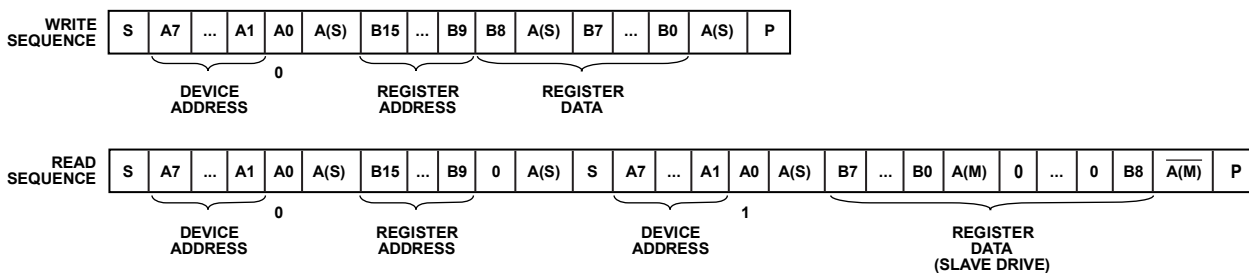 WRITE
SEQUENCE
S A7 ... A1 A0 A(S) B15 ... B9 B8 A(S) B7 ... B0 A(S) P
0
DEVICE
ADDRESS
REGISTER
ADDRESS
REGISTER
DATA
READ
SEQUENCE
S A7 ... A1 A0 A(S) B15 ... B9 0 A(S) S A7 ... A1 A0 A(S) B7 ... B0 A(M) 0 ... 0 B8 A̅(̅M̅)̅ P
0 1
DEVICE
ADDRESS
REGISTER
ADDRESS
DEVICE
ADDRESS
REGISTER
DATA
(SLAVE DRIVE)